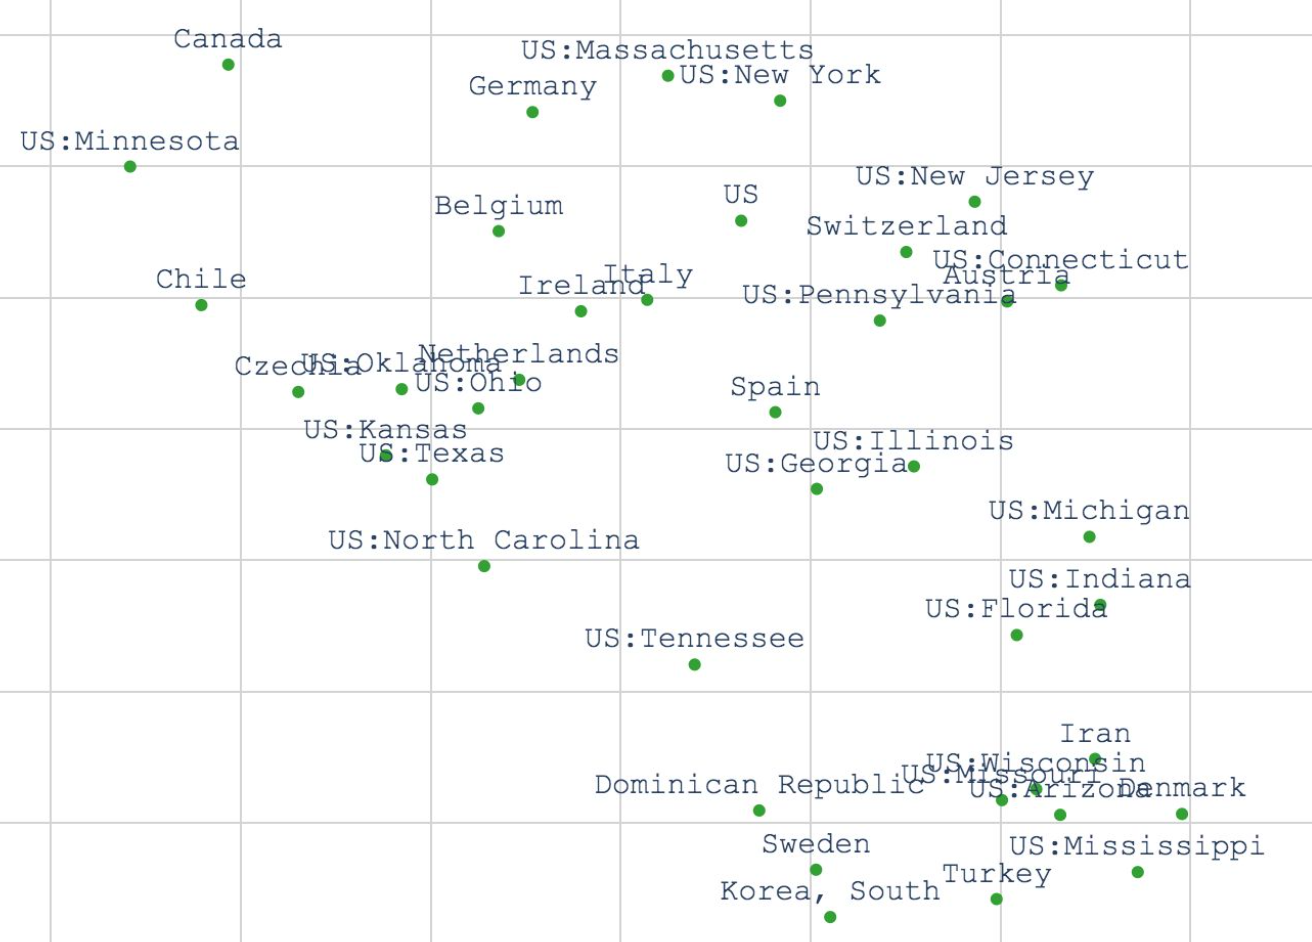 Canada
US:Massachusetts
US:New York
Germany
US:Minnesota
US:New Jersey
US
Belgium
Switzerland
US:Connecticut
Austria
Italy
Chile
Ireland
US:Pennsylvania
Netherlands
Czechia
US:Oklahoma
US:Ohio
Spain
US:Kansas
US:Illinois
US:Texas
US:Georgia
US:Michigan
US:North Carolina
US:Indiana
US:Florida
US:Tennessee
Iran
US:Wisconsin
US:Missouri
Dominican Republic
US:Arizona
Denmark
Sweden
US:Mississippi
Turkey
Korea, South